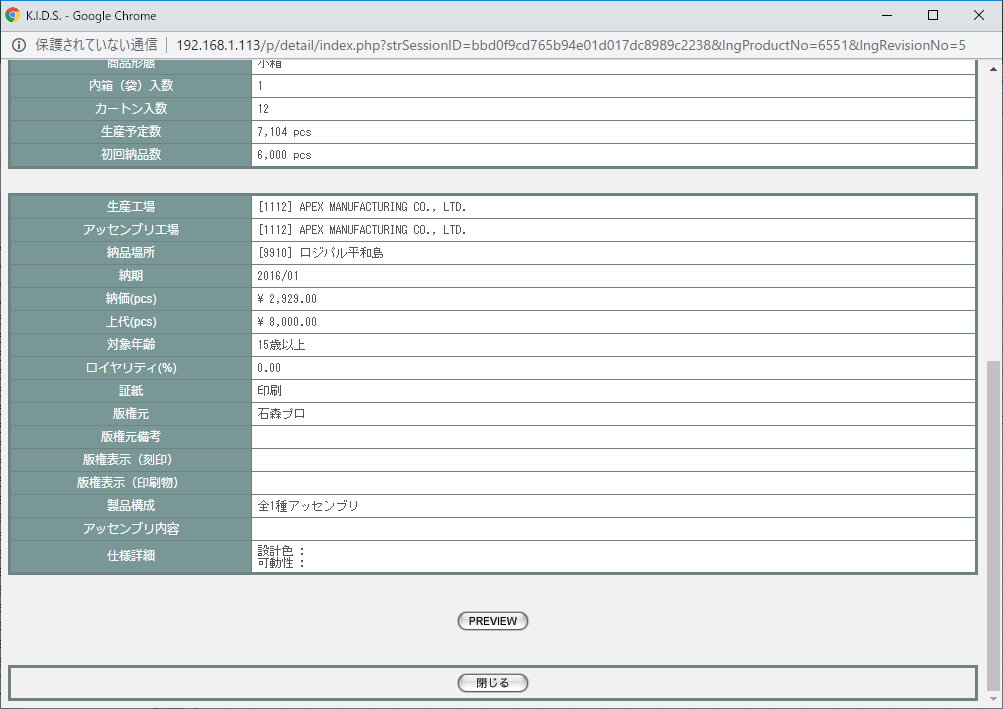 K.I.D.S. - Google Chrome
保護されていない通信 192.168.1.113/p/detail/index.php?strSessionID=bbd0f9cd765b94e01d017dc8989c2238&lngProductNo=6551&lngRevisionNo=5
商品形態 小箱
内箱（袋）入数 1
カートン入数 12
生産予定数 7,104 pcs
初回納品数 6,000 pcs
生産工場 [1112] APEX MANUFACTURING CO., LTD.
アッセンブリ工場 [1112] APEX MANUFACTURING CO., LTD.
納品場所 [9910] ロジパル平和島
納期 2016/01
納価(pcs) ¥ 2,929.00
上代(pcs) ¥ 8,000.00
対象年齢 15歳以上
ロイヤリティ(%) 0.00
証紙 印刷
版権元 石森プロ
版権元備考
版権表示（刻印）
版権表示（印刷物）
製品構成 全1種アッセンブリ
アッセンブリ内容
仕様詳細 設計色：
可動性：
PREVIEW
閉じる